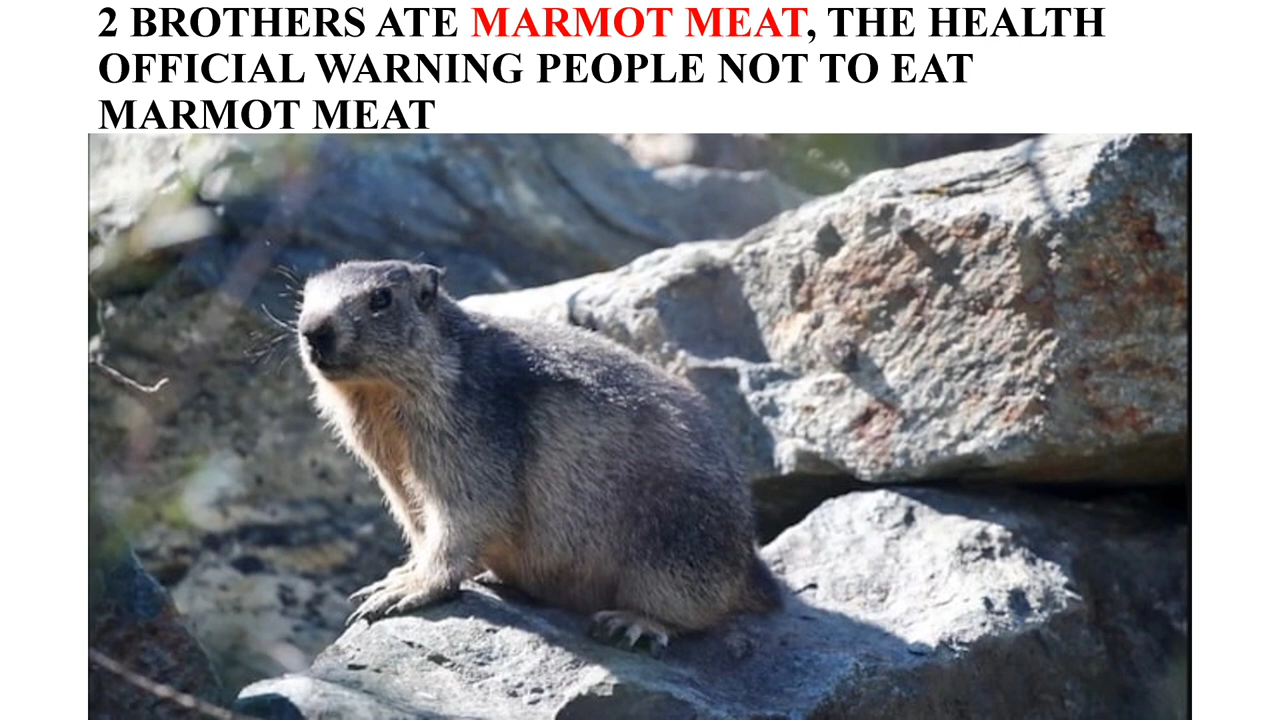 2 BROTHERS ATE MARMOT MEAT, THE HEALTH
OFFICIAL WARNING PEOPLE NOT TO EAT
MARMOT MEAT